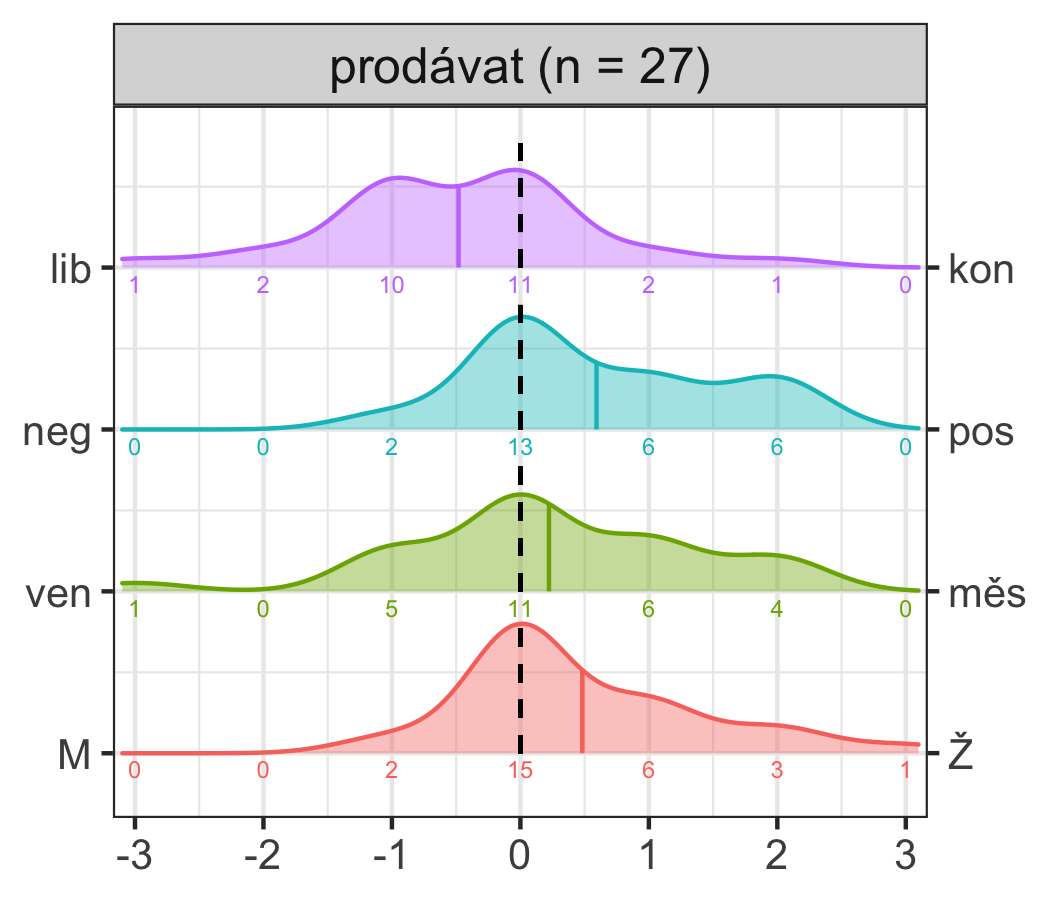 prodávat (n = 27)
lib kon
1 2 10 11 2 1 0
neg pos
0 0 2 13 6 6 0
ven měs
1 0 5 11 6 4 0
M Ž
0 0 2 15 6 3 1
-3 -2 -1 0 1 2 3